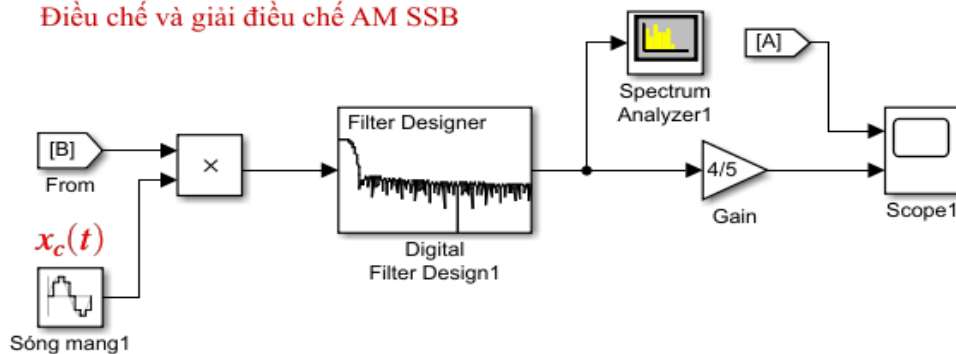 Điều chế và giải điều chế AM SSB
[A]
Spectrum
Analyzer1
Filter Designer
[B]
From
×
4/5
Gain
Scope1
Digital
Filter Design1
x_c(t)
Sóng mang1